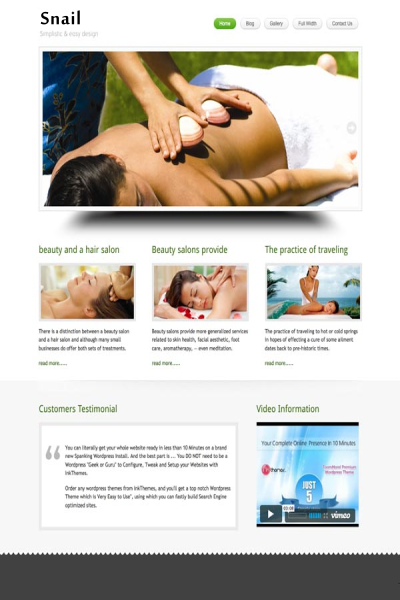 Snail
Simplistic & easy design
Home Blog Gallery Full Width Contact Us
beauty and a hair salon
There is a distinction between a beauty salon
and a hair salon and although many small
businesses do offer both sets of treatments.
read more......
Beauty salons provide
Beauty salons provide more generalized services
related to skin health, facial aesthetic, foot
care, aromatherapy, – even meditation.
read more......
The practice of traveling
The practice of traveling to hot or cold springs
in hopes of effecting a cure of some ailment
dates back to pre-historic times.
read more......
Customers Testimonial
You can literally get your whole website ready in less than 10 Minutes on a brand
new Spanking Wordpress Install. And the best part is ... You DO NOT need to be a
Wordpress 'Geek or Guru' to Configure, Tweak and Setup your Websites with
InkThemes.
Order any wordpress themes from InkThemes, and you'll get a top notch Wordpress
Theme which is Very Easy to Use", using which you can fastly build Search Engine
optimized sites.
Video Information
Your Complete Online Presence In 10 Minutes
Wordpress Theme
JUST
5
vimeo